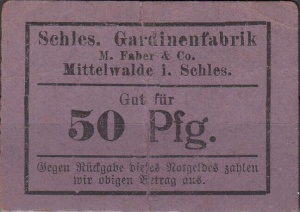 Schles. Gardinenfabrik
M. Faber & Co.
Mittelwalde i. Schles.
Gut für
50 Pfg.
Gegen Rückgabe dieses Notgeldes zahlen
wir obigen Betrag aus.